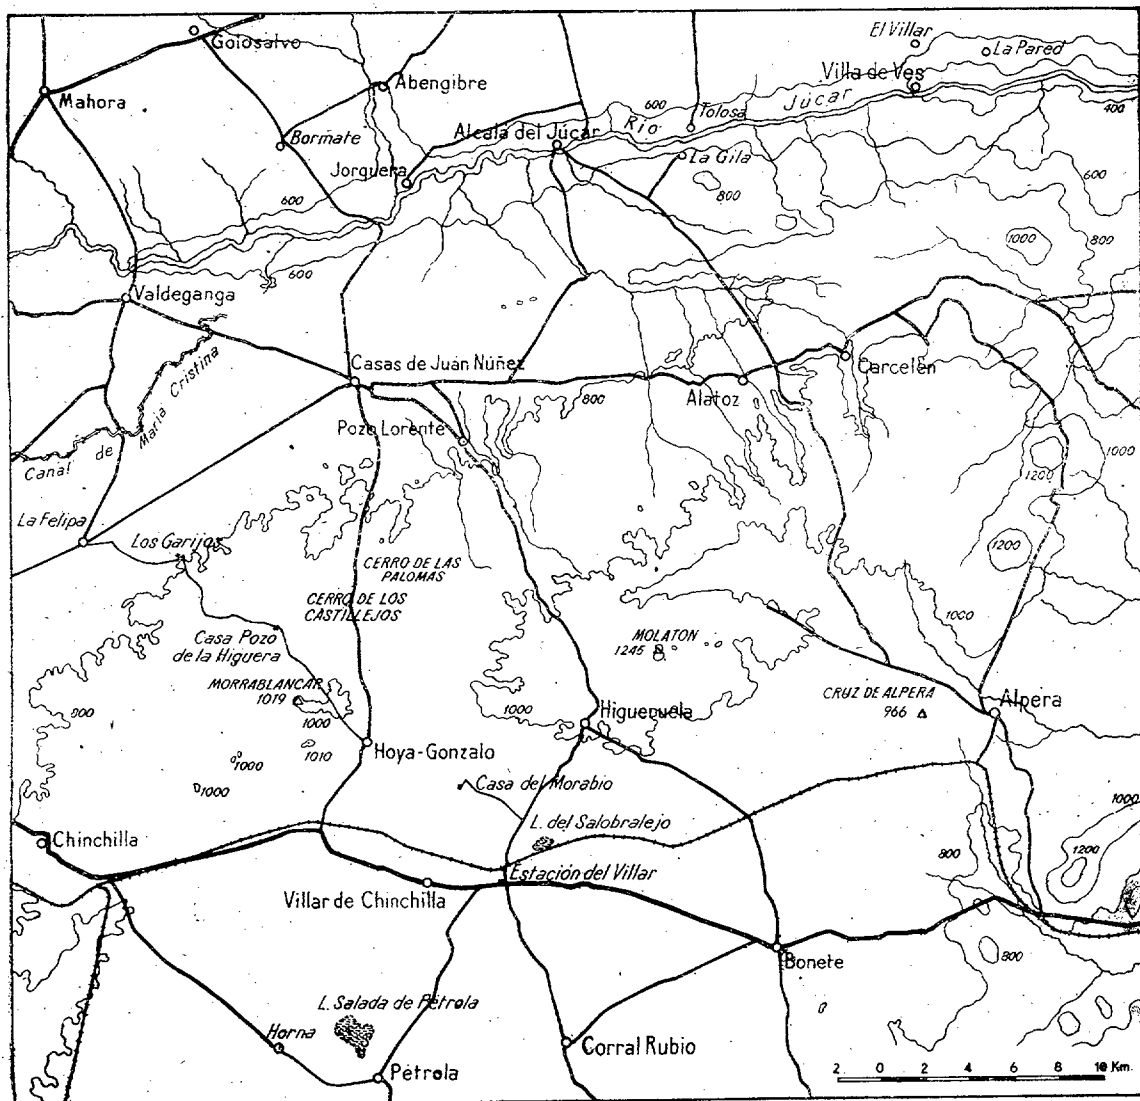 El Villar
La Pared
Goiosalvo
Villa de Ves
Abengibre
Mahora
600
Río
Júcar
400
Tolosa
Alcalá del Júcar
Bormate
La Gila
Jorquera
800
600
600
600
1000
800
Valdeganga
Casas de Juán Núñez
Carcelén
Canal de María Cristina
800
Alatoz
Pozo Lorente
1000
1200
La Felipa
Los Garijos
1200
CERRO DE LAS
PALOMAS
CERRO DE LOS
CASTILLEJOS
1000
Casa Pozo
de la Higuera
MOLATON
1245
MORRABLANCAR
1019
CRUZ DE ALPERA
966
Alpera
800
1000
1000
Higueruela
1010
Hoya-Gonzalo
1000
1000
Casa del Morabio
1000
L. del Salobralejo
Chinchilla
800
1200
Estación del Villar
Villar de Chinchilla
Bonete
800
L. Salada de Pétrola
Horna
Corral Rubio
Pétrola
2 0 2 4 6 8 10 Km.